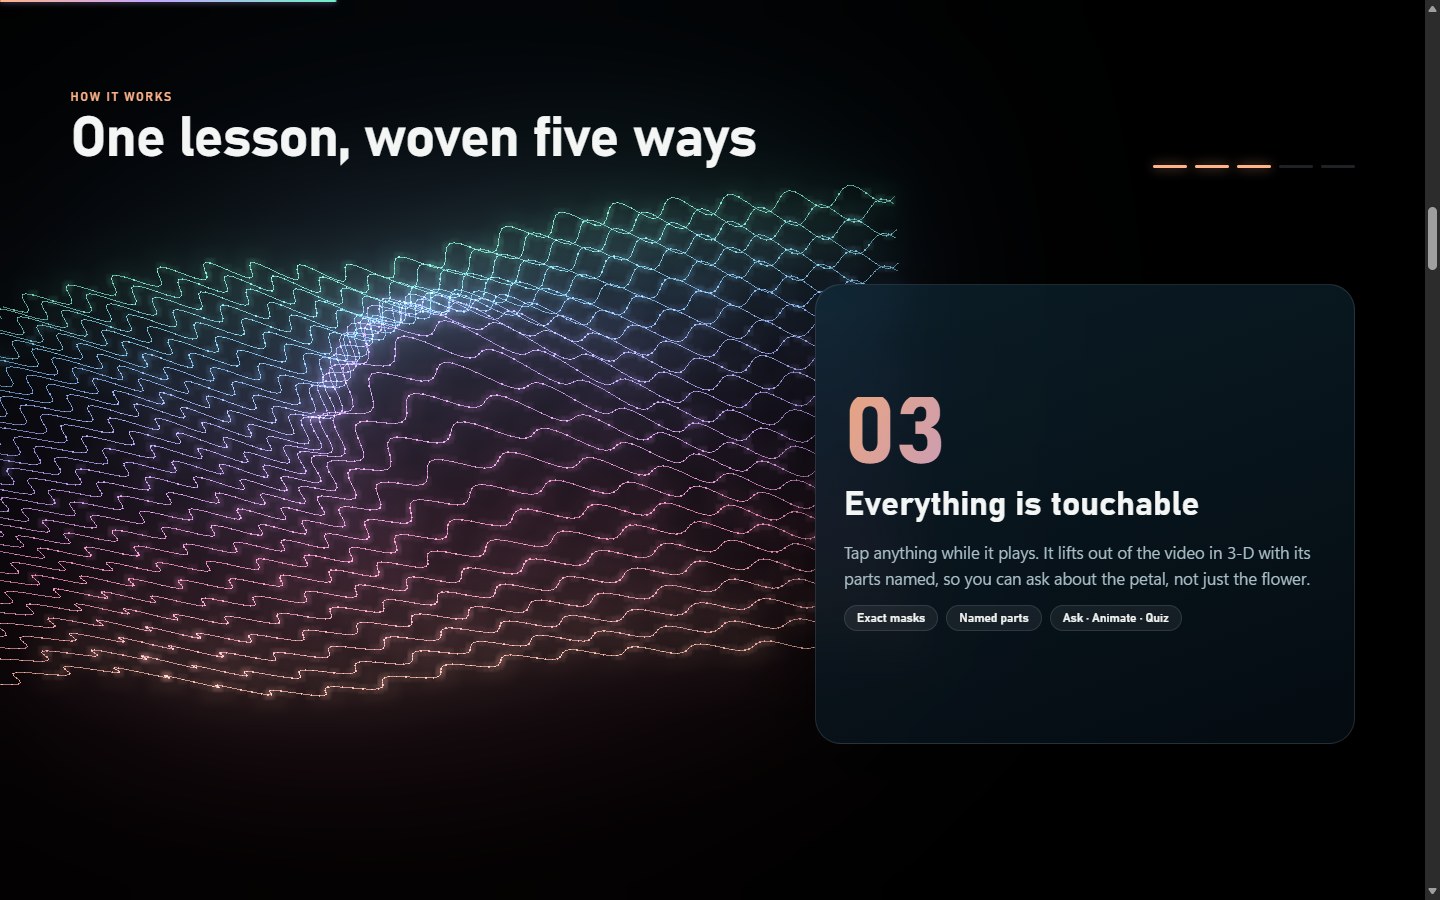 HOW IT WORKS
One lesson, woven five ways
03
Everything is touchable
Tap anything while it plays. It lifts out of the video in 3-D with its
parts named, so you can ask about the petal, not just the flower.
Exact masks
Named parts
Ask · Animate · Quiz